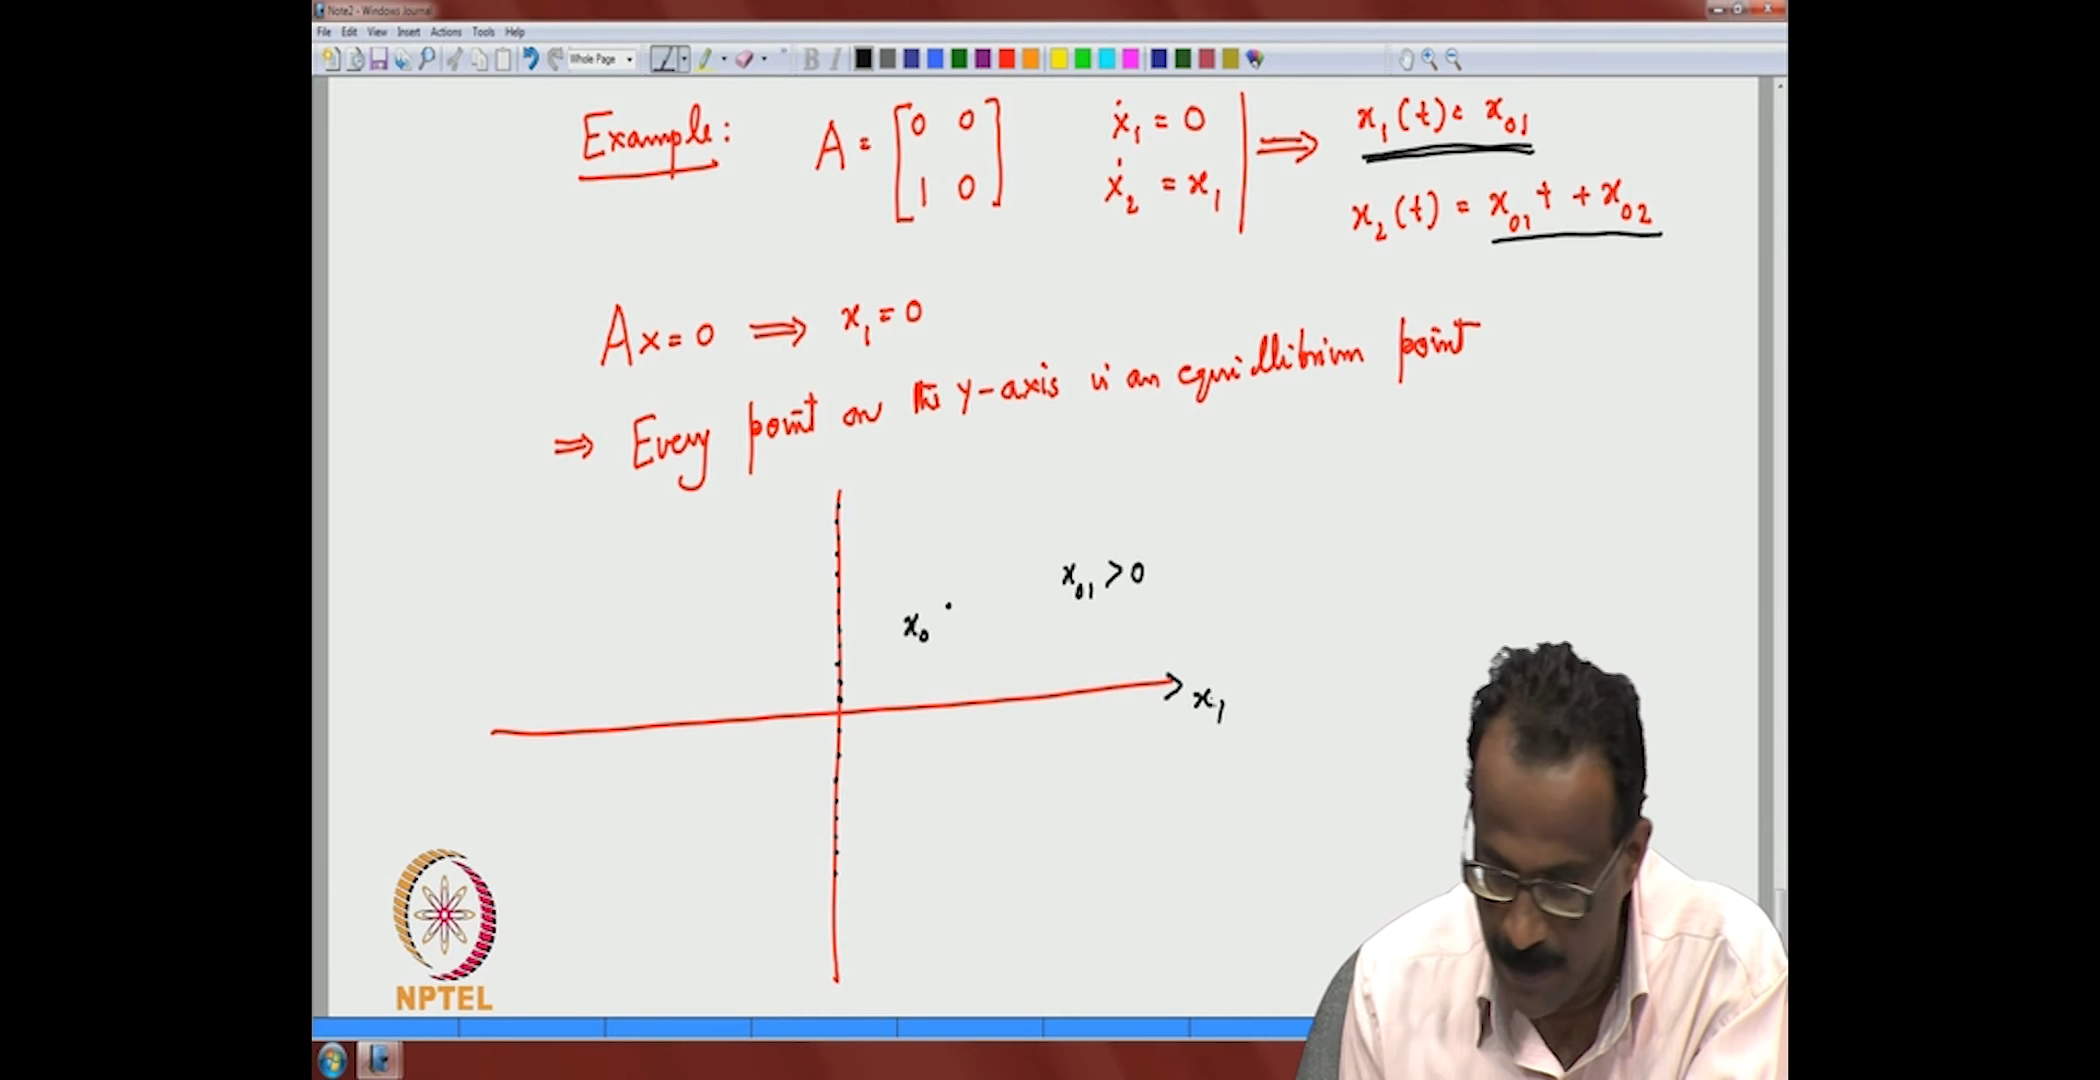 Note2 - Windows Journal
File Edit View Insert Actions Tools Help
Whole Page
B I
Example: A = [0 0; 1 0] ẋ₁ = 0 ⟹ x₁(t) = x₀₁
ẋ₂ = x₁ x₂(t) = x₀₁t + x₀₂
Ax = 0 ⟹ x₁ = 0
⟹ Every point on the y-axis is an equillibrium point
x₀₁ > 0
x₀
x₁
NPTEL